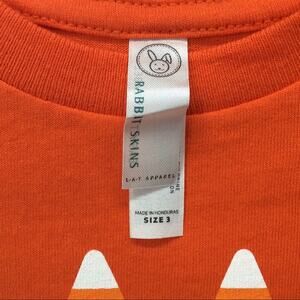 RABBIT SKINS
L·A·T APPAREL
MADE IN HONDURAS
SIZE 3